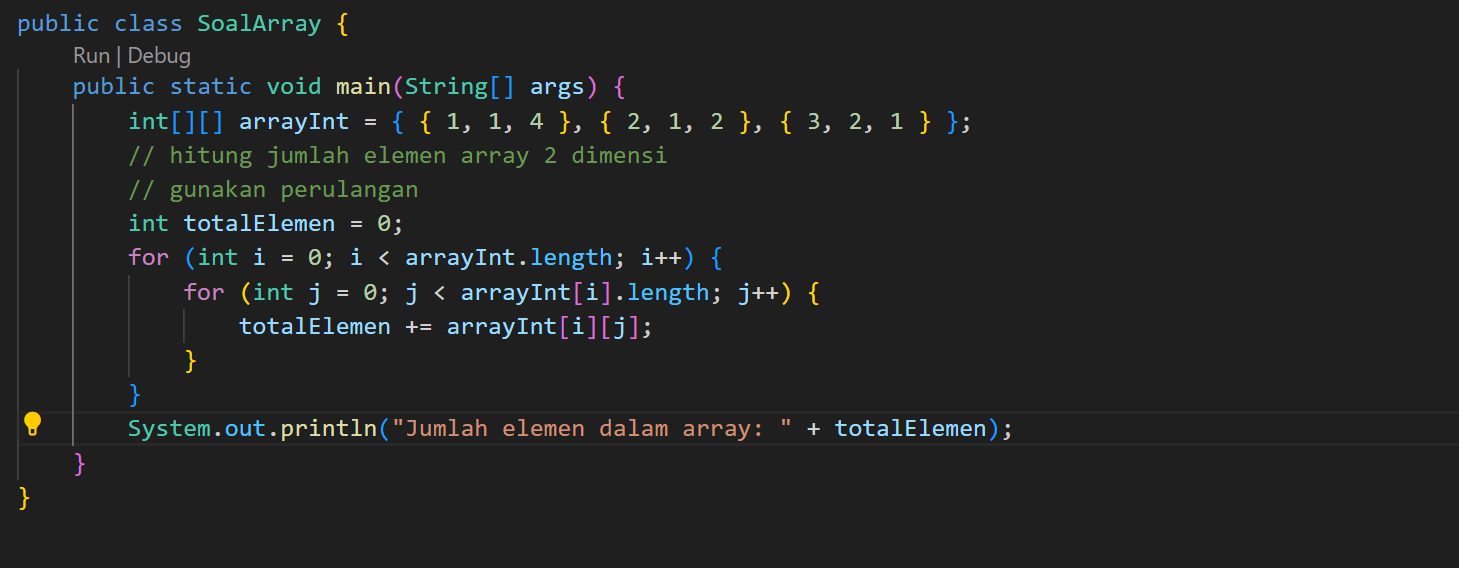 public class SoalArray {
Run | Debug
public static void main(String[] args) {
int[][] arrayInt = { { 1, 1, 4 }, { 2, 1, 2 }, { 3, 2, 1 } };
// hitung jumlah elemen array 2 dimensi
// gunakan perulangan
int totalElemen = 0;
for (int i = 0; i < arrayInt.length; i++) {
for (int j = 0; j < arrayInt[i].length; j++) {
totalElemen += arrayInt[i][j];
}
}
System.out.println("Jumlah elemen dalam array: " + totalElemen);
}
}